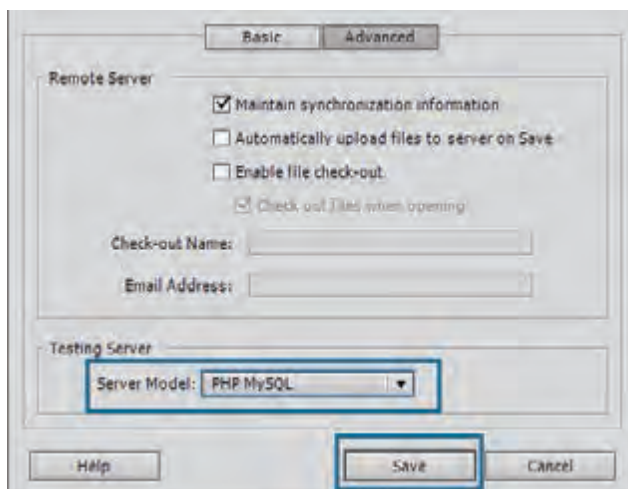 Basic Advanced
Remote Server
Maintain synchronization information
Automatically upload files to server on Save
Enable file check-out
Check out files when opening
Check-out Name:
Email Address:
Testing Server
Server Model: PHP MySQL
Help Save Cancel